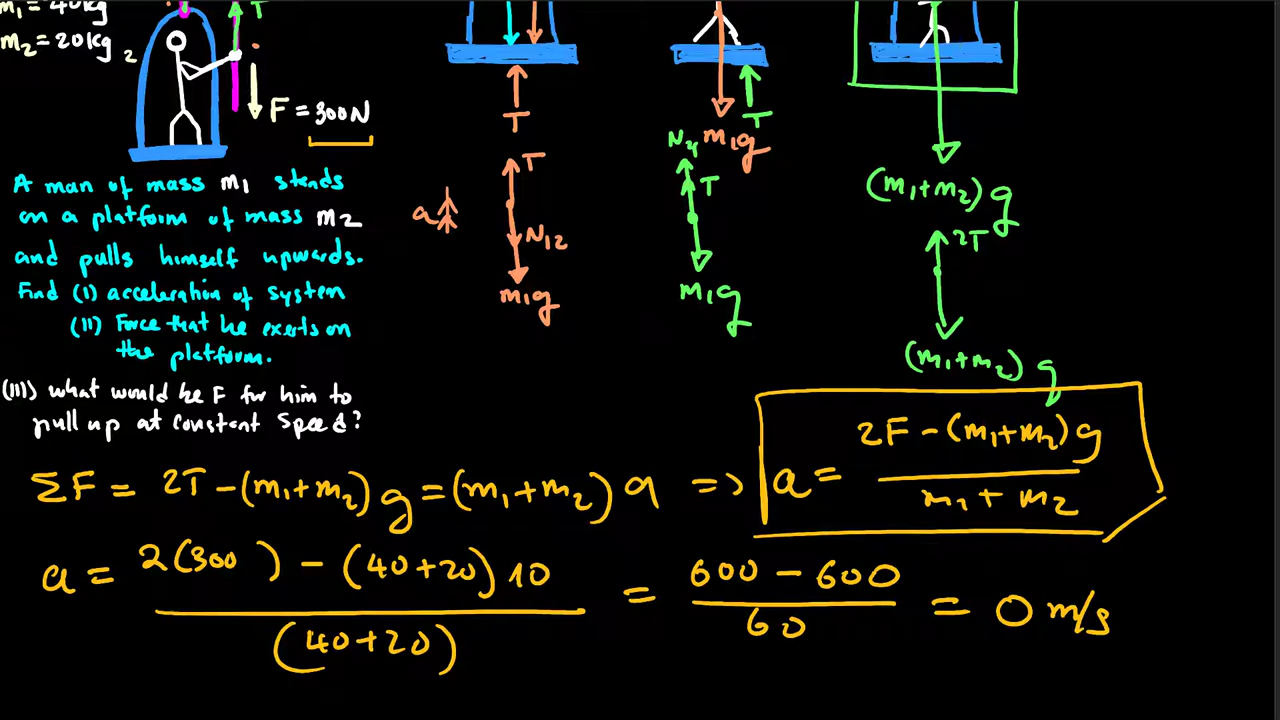 m₁ = 40kg
m₂ = 20kg
2
T
F = 300N
A man of mass m1 stands
on a platform of mass m2
and pulls himself upwards.
Find (I) acceleration of system
(II) Force that he exerts on
the platform.
(III) what would be F for him to
pull up at constant speed?
T
T
a
N12
m₁g
m₁g
T
T
m₁g
(m₁+m₂)g
2T
(m₁+m₂)g
ΣF = 2T - (m₁+m₂)g = (m₁+m₂)a => a = 2F - (m₁+m₂)g / m₁ + m₂
a = 2(300) - (40+20)10 / (40+20) = 600 - 600 / 60 = 0 m/s